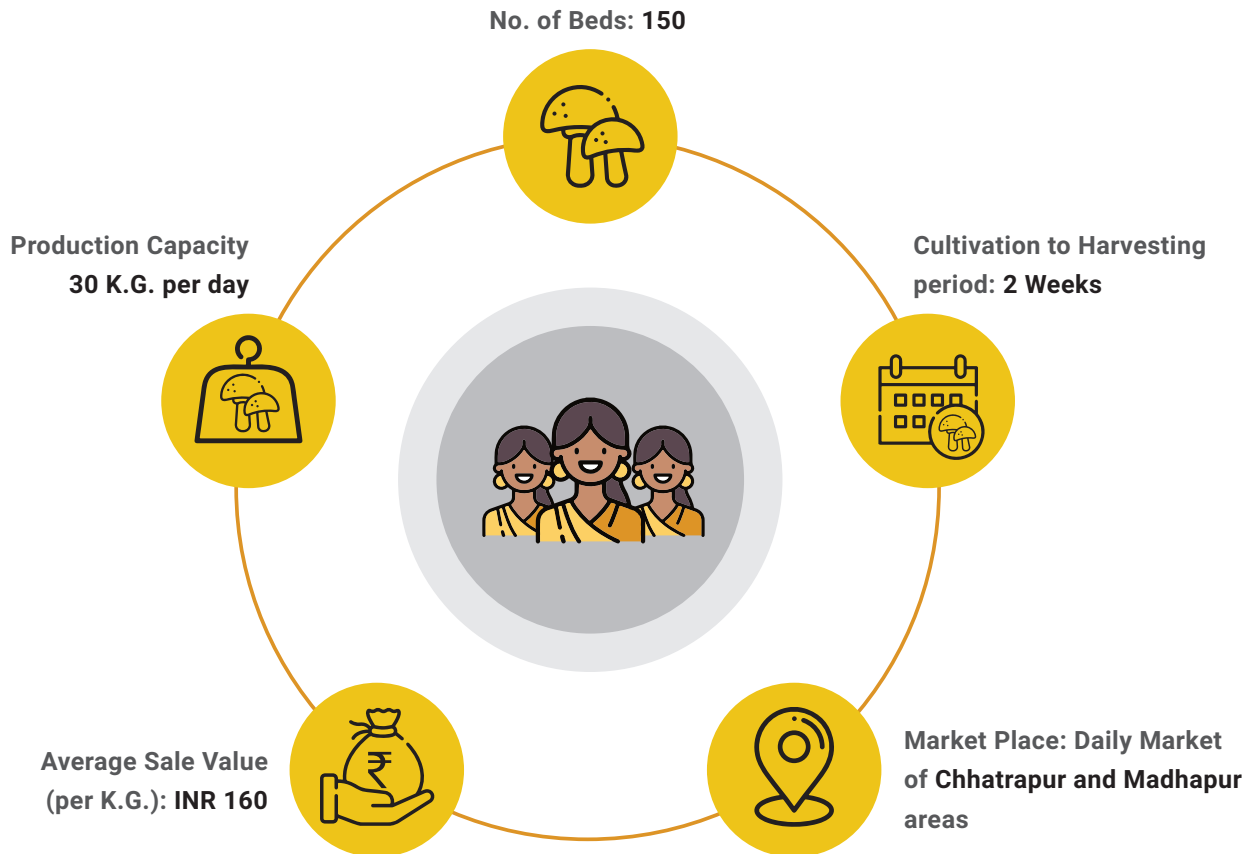 No. of Beds: 150
Production Capacity
30 K.G. per day
Cultivation to Harvesting
period: 2 Weeks
₹
Average Sale Value
(per K.G.): INR 160
Market Place: Daily Market
of Chhatrapur and Madhapur
areas